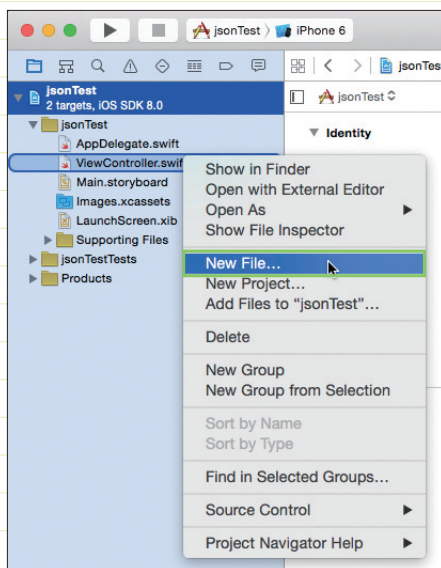 jsonTest
iPhone 6
jsonTest
2 targets, iOS SDK 8.0
jsonTest
AppDelegate.swift
ViewController.swif
Main.storyboard
Images.xcassets
LaunchScreen.xib
Supporting Files
jsonTestTests
Products
jsonTes
jsonTest
Identity
Show in Finder
Open with External Editor
Open As
Show File Inspector
New File...
New Project...
Add Files to “jsonTest”...
Delete
New Group
New Group from Selection
Sort by Name
Sort by Type
Find in Selected Groups...
Source Control
Project Navigator Help